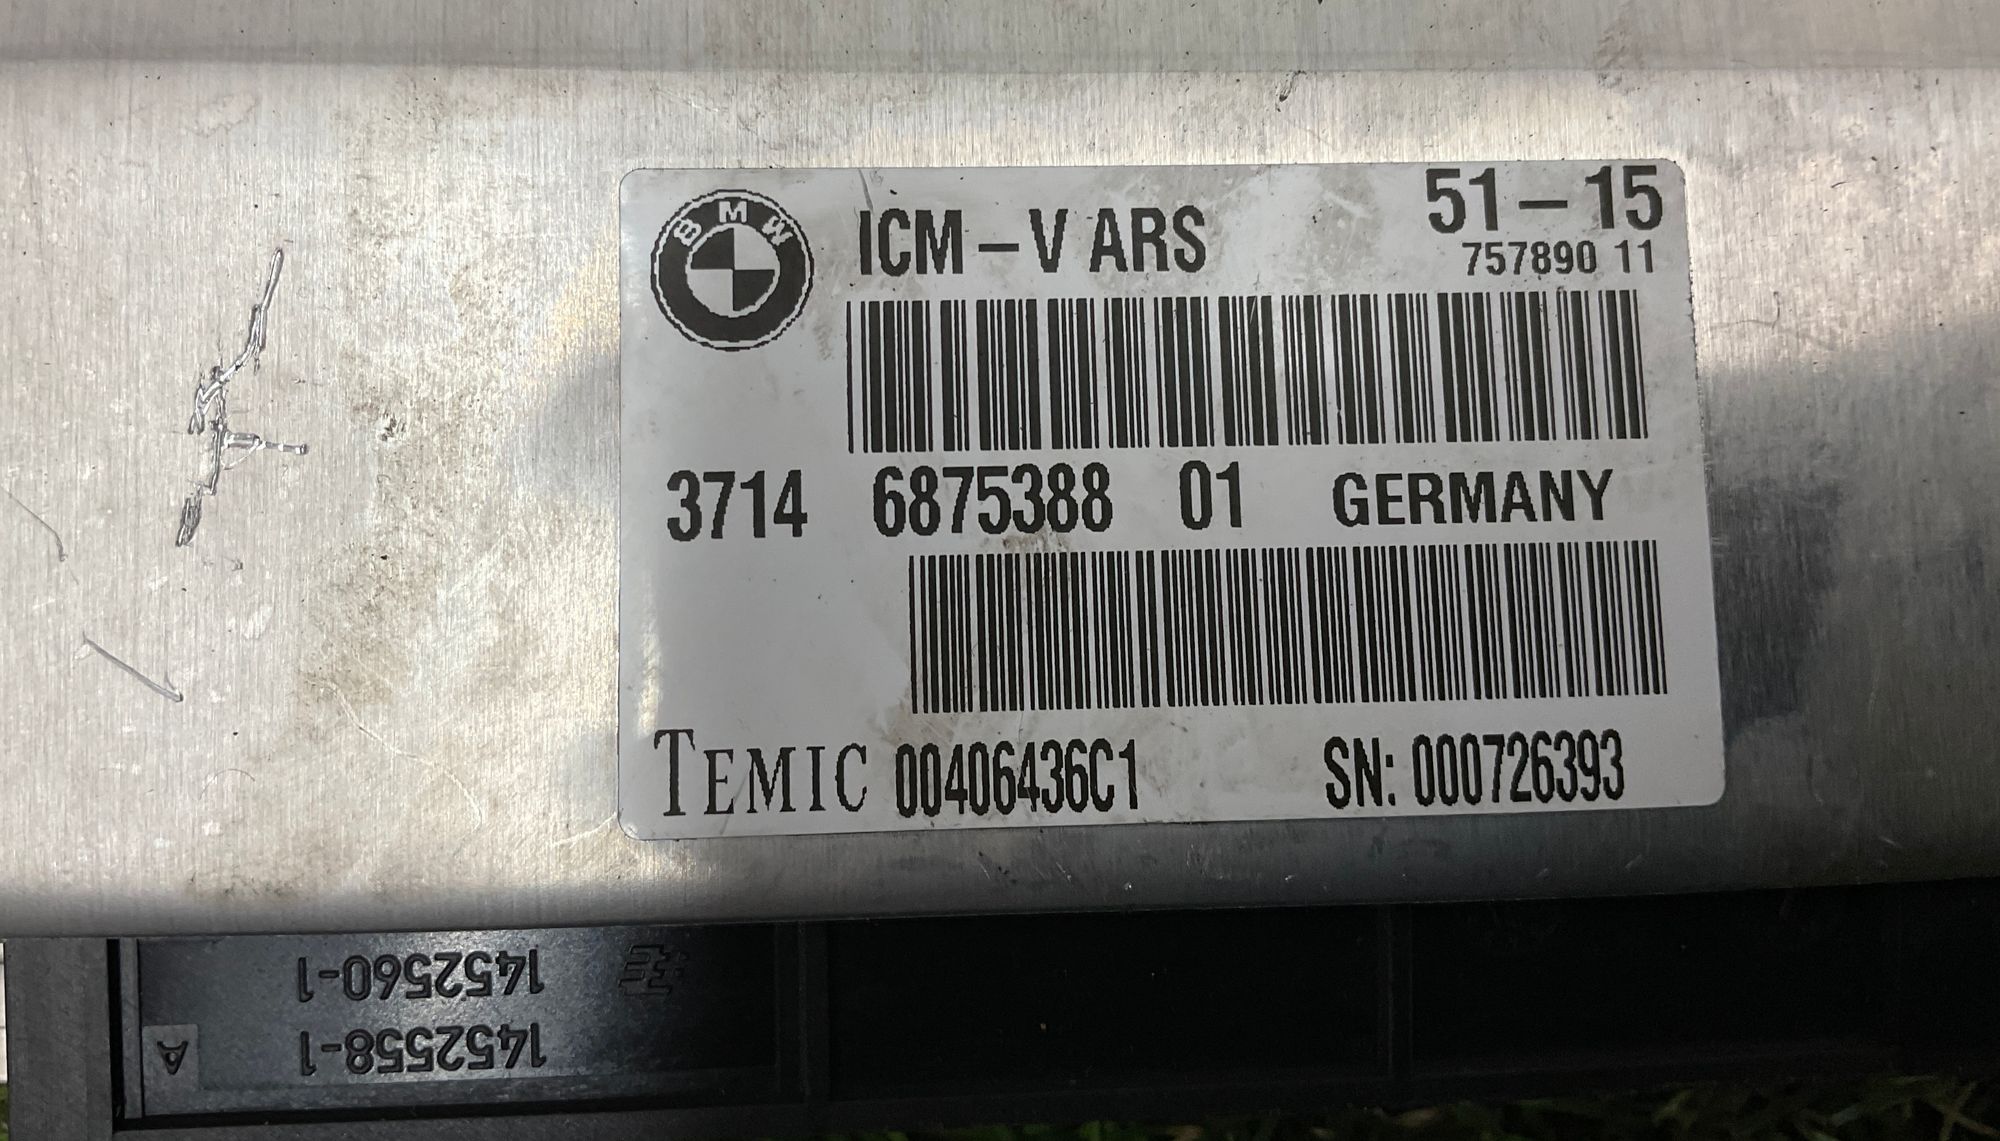 BMW
ICM-V ARS
51-15
757890 11
3714 6875388 01 GERMANY
TEMIC 00406436C1 SN: 000726393
1452558-1
1452560-1
A